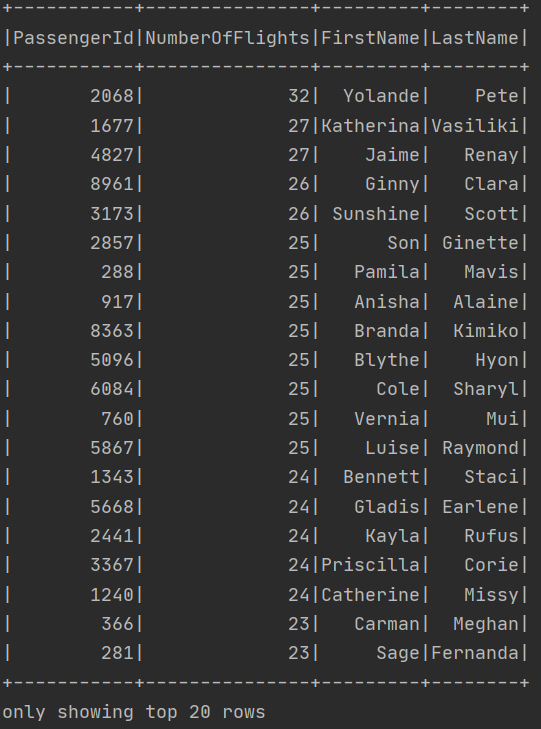 +-----------+---------------+---------+--------+
|PassengerId|NumberOfFlights|FirstName|LastName|
+-----------+---------------+---------+--------+
|       2068|             32|  Yolande|    Pete|
|       1677|             27|Katherina|Vasiliki|
|       4827|             27|    Jaime|   Renay|
|       8961|             26|    Ginny|   Clara|
|       3173|             26| Sunshine|   Scott|
|       2857|             25|      Son| Ginette|
|        288|             25|   Pamila|   Mavis|
|        917|             25|   Anisha|  Alaine|
|       8363|             25|   Branda|  Kimiko|
|       5096|             25|   Blythe|    Hyon|
|       6084|             25|     Cole|  Sharyl|
|        760|             25|   Vernia|     Mui|
|       5867|             25|    Luise| Raymond|
|       1343|             24|  Bennett|   Staci|
|       5668|             24|   Gladis| Earlene|
|       2441|             24|    Kayla|   Rufus|
|       3367|             24|Priscilla|   Corie|
|       1240|             24|Catherine|   Missy|
|        366|             23|   Carman|  Meghan|
|        281|             23|     Sage|Fernanda|
+-----------+---------------+---------+--------+
only showing top 20 rows